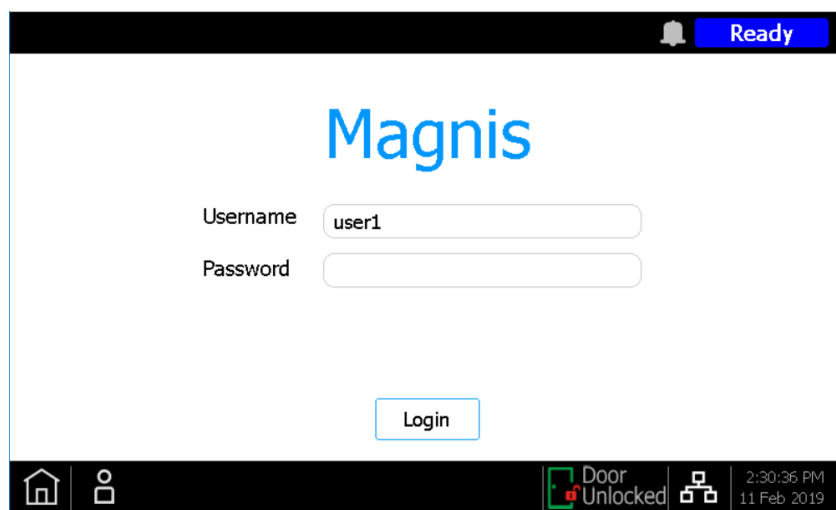 Ready
Magnis
Username
user1
Password
Login
Door
Unlocked
2:30:36 PM
11 Feb 2019